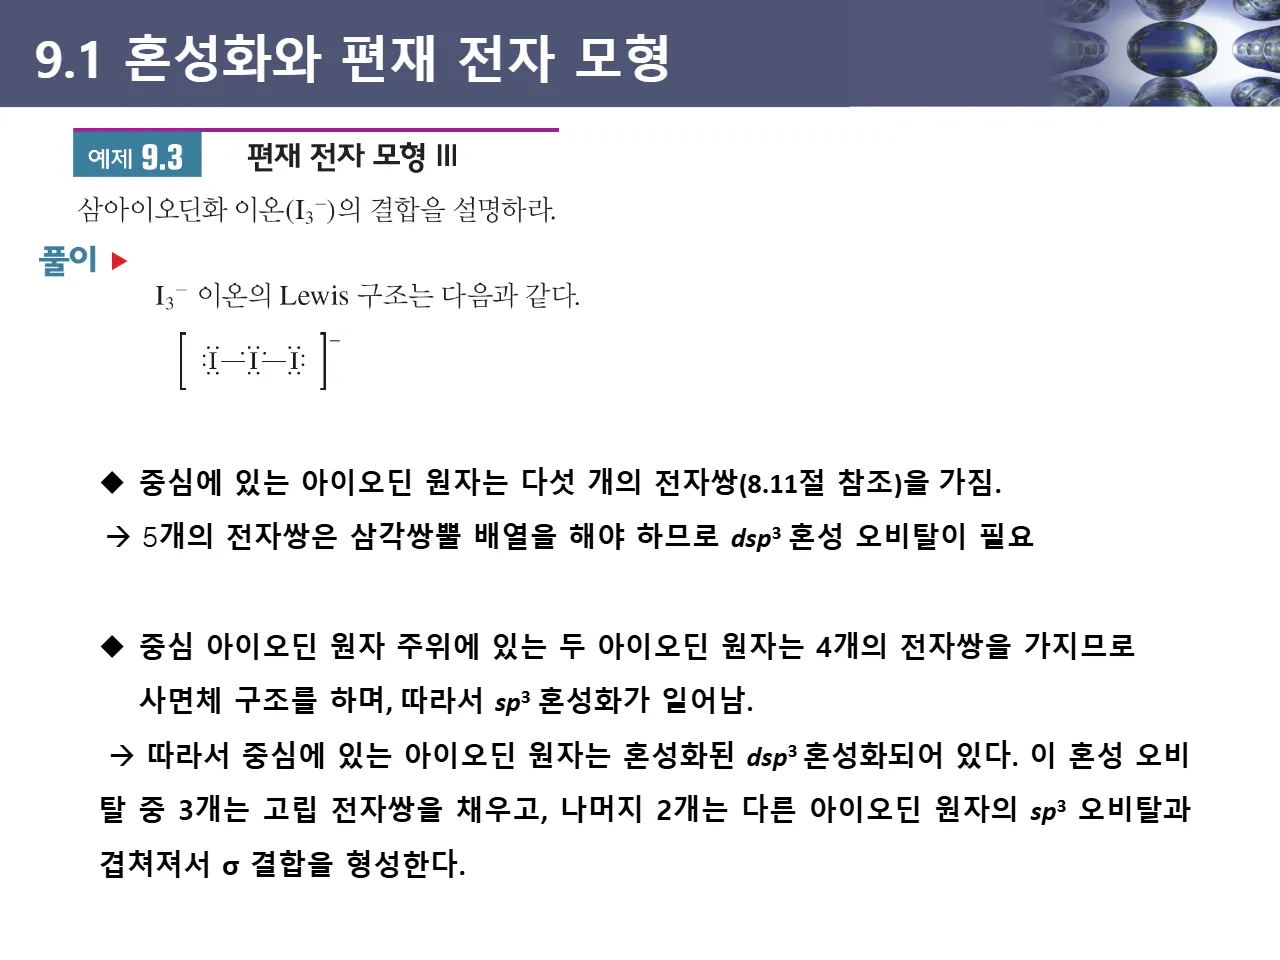 9.1 혼성화와 편재 전자 모형
예제 9.3 편재 전자 모형 III
삼아이오딘화 이온(I₃⁻)의 결합을 설명하라.
풀이 ▶
I₃⁻ 이온의 Lewis 구조는 다음과 같다.
[ :I—I—I: ]⁻
◆ 중심에 있는 아이오딘 원자는 다섯 개의 전자쌍(8.11절 참조)을 가짐.
→ 5개의 전자쌍은 삼각쌍뿔 배열을 해야 하므로 dsp³ 혼성 오비탈이 필요
◆ 중심 아이오딘 원자 주위에 있는 두 아이오딘 원자는 4개의 전자쌍을 가지므로
사면체 구조를 하며, 따라서 sp³ 혼성화가 일어남.
→ 따라서 중심에 있는 아이오딘 원자는 혼성화된 dsp³ 혼성화되어 있다. 이 혼성 오비
탈 중 3개는 고립 전자쌍을 채우고, 나머지 2개는 다른 아이오딘 원자의 sp³ 오비탈과
겹쳐져서 σ 결합을 형성한다.